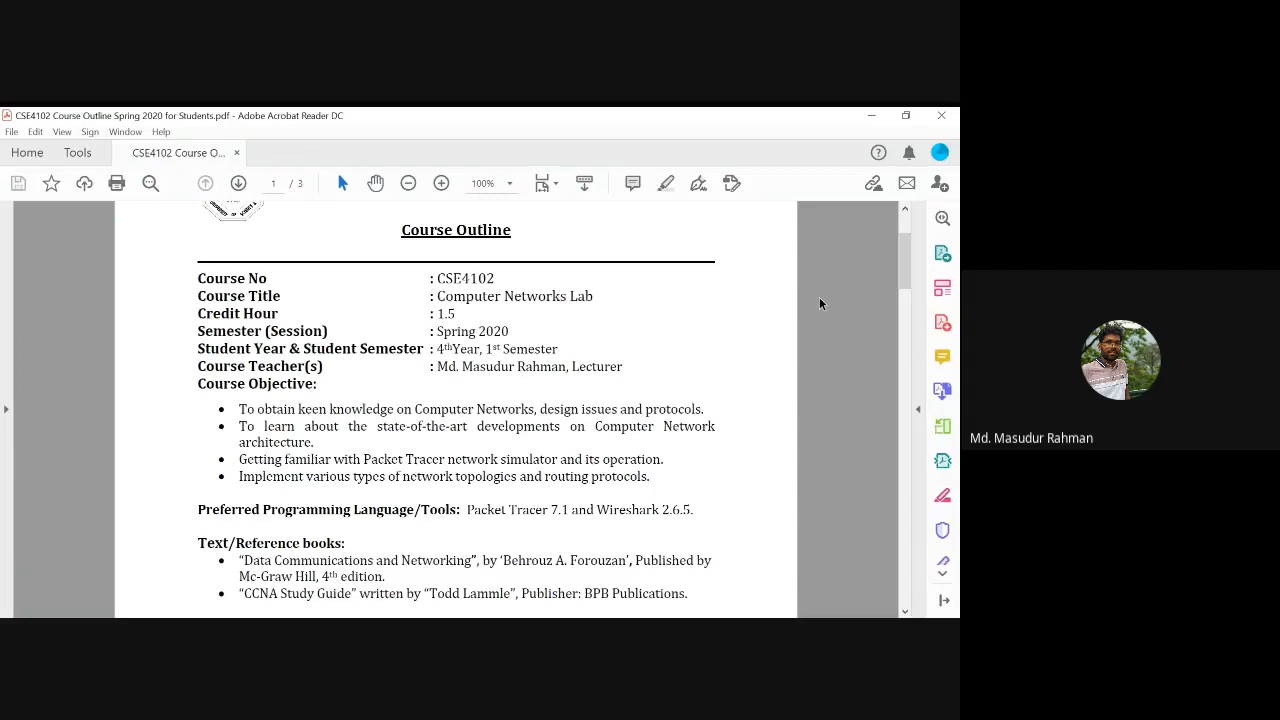 CSE4102 Course Outline Spring 2020 for Students.pdf - Adobe Acrobat Reader DC
File Edit View Sign Window Help
Home Tools CSE4102 Course O... ×
1 / 3 100%
Course Outline
Course No : CSE4102
Course Title : Computer Networks Lab
Credit Hour : 1.5
Semester (Session) : Spring 2020
Student Year & Student Semester : 4thYear, 1st Semester
Course Teacher(s) : Md. Masudur Rahman, Lecturer
Course Objective:
• To obtain keen knowledge on Computer Networks, design issues and protocols.
• To learn about the state-of-the-art developments on Computer Network
architecture.
• Getting familiar with Packet Tracer network simulator and its operation.
• Implement various types of network topologies and routing protocols.
Preferred Programming Language/Tools: Packet Tracer 7.1 and Wireshark 2.6.5.
Text/Reference books:
• “Data Communications and Networking”, by ‘Behrouz A. Forouzan’, Published by
Mc-Graw Hill, 4th edition.
• “CCNA Study Guide” written by “Todd Lammle”, Publisher: BPB Publications.
Md. Masudur Rahman